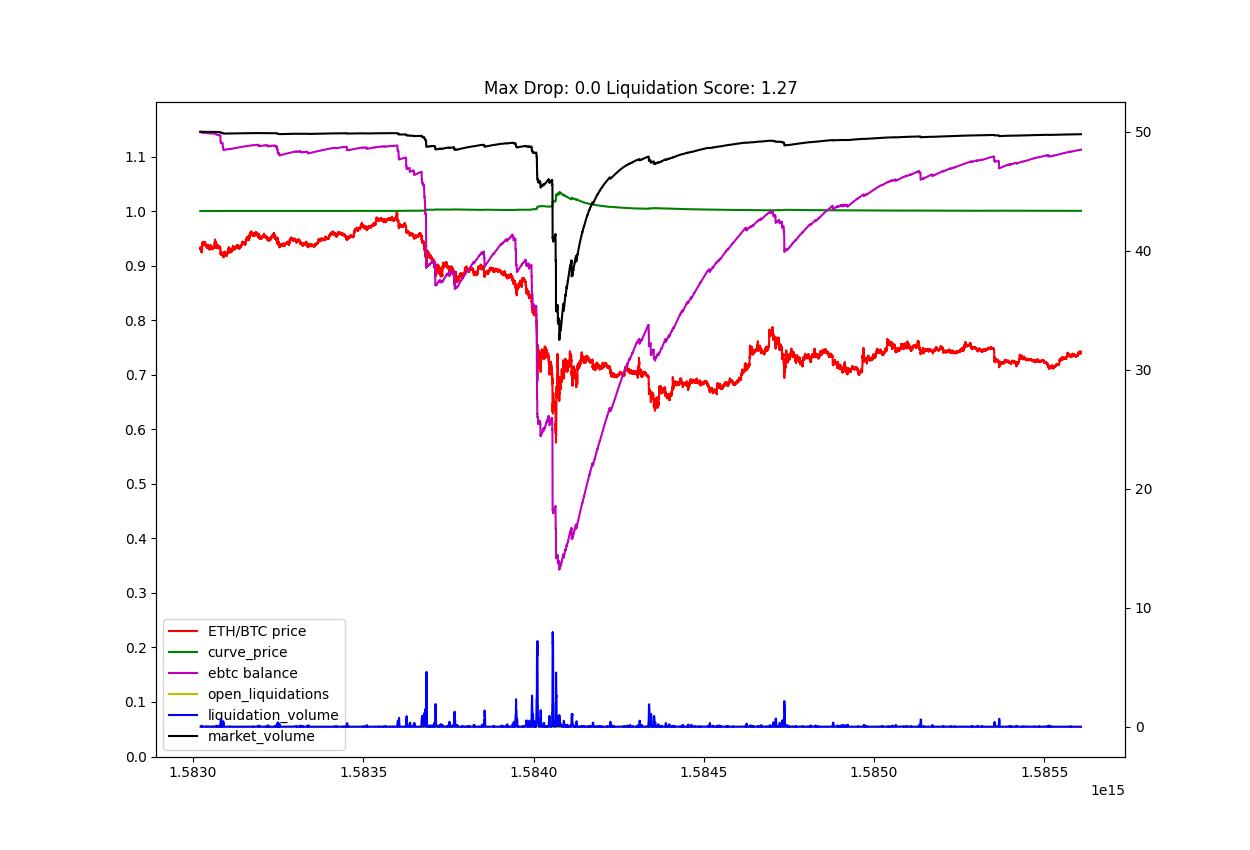 Max Drop: 0.0 Liquidation Score: 1.27
1.1
1.0
0.9
0.8
0.7
0.6
0.5
0.4
0.3
0.2
0.1
0.0
50
40
30
20
10
0
ETH/BTC price
curve_price
ebtc balance
open_liquidations
liquidation_volume
market_volume
1.5830 1.5835 1.5840 1.5845 1.5850 1.5855
1e15